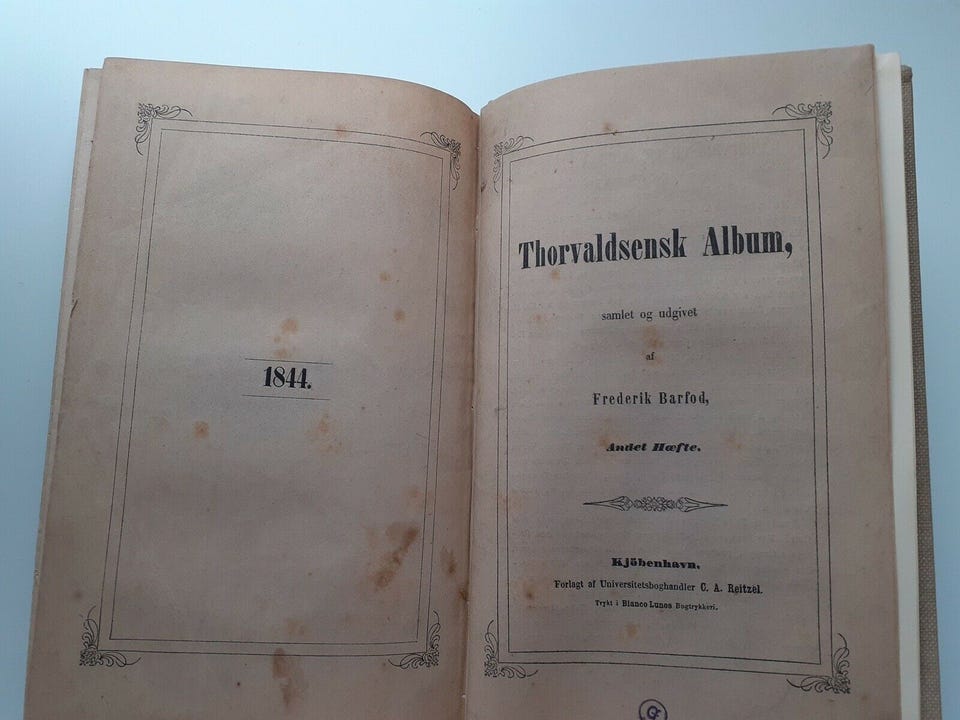 1844.
Thorvaldsensk Album,
samlet og udgivet
af
Frederik Barfod,
Andet Hæfte.
Kjöbenhavn.
Forlagt af Universitetsboghandler C. A. Reitzel.
Trykt i Bianco Lunos Bogtrykkeri.